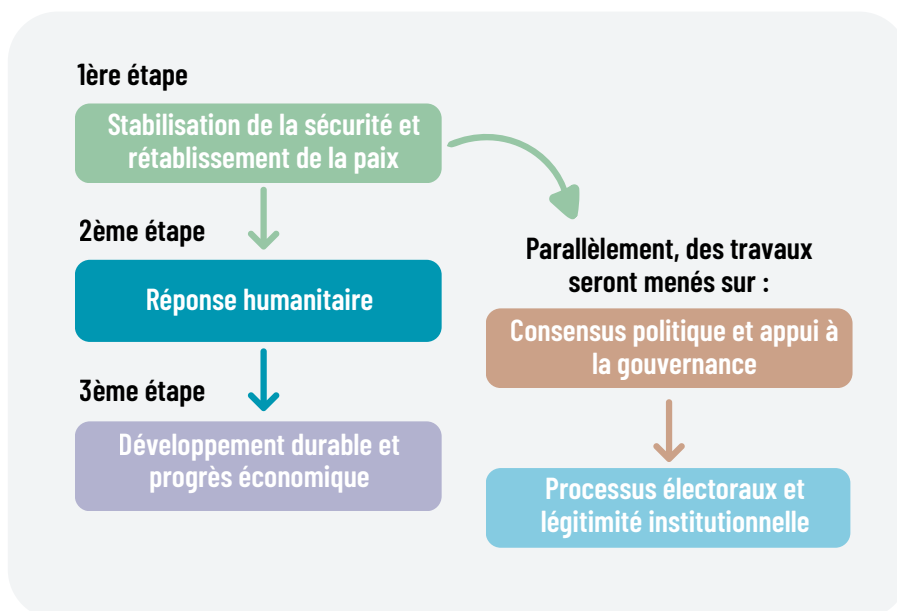 1ère étape
Stabilisation de la sécurité et
rétablissement de la paix
2ème étape
Réponse humanitaire
3ème étape
Développement durable et
progrès économique
Parallèlement, des travaux
seront menés sur :
Consensus politique et appui à
la gouvernance
Processus électoraux et
légitimité institutionnelle